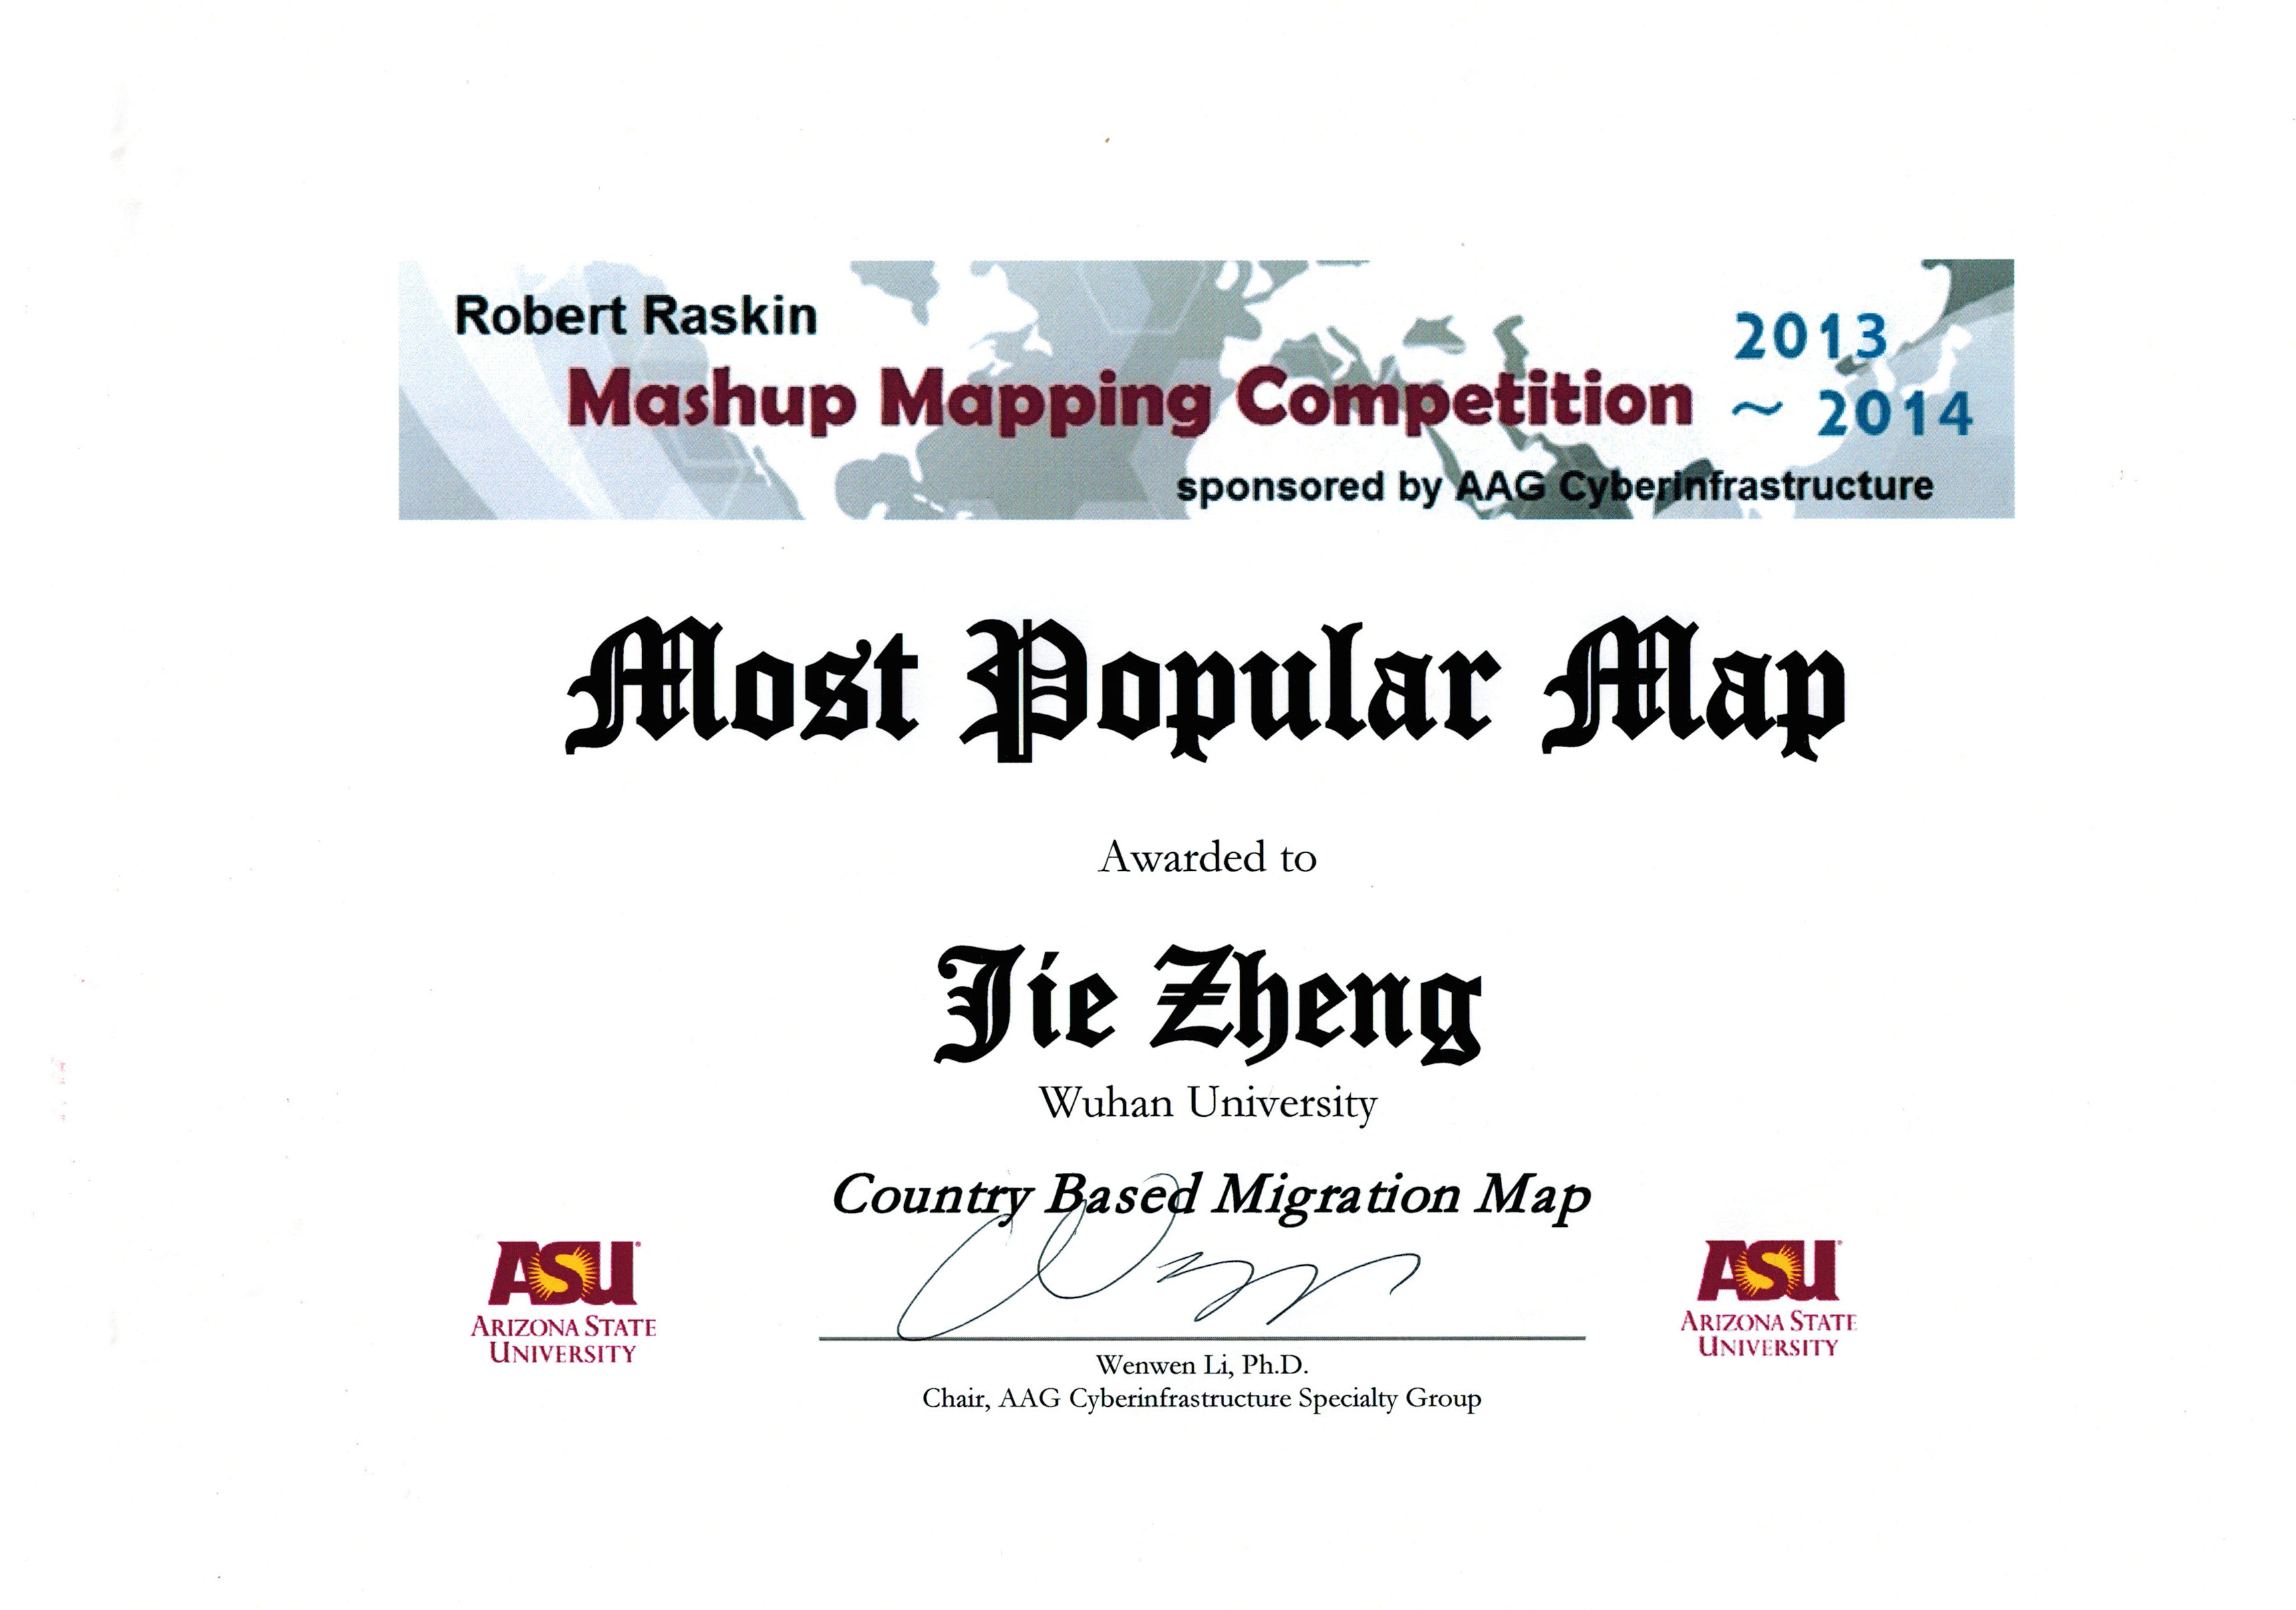 Robert Raskin
2013
Mashup Mapping Competition ~ 2014
sponsored by AAG Cyberinfrastructure
Most Popular Map
Awarded to
Jie Zheng
Wuhan University
Country Based Migration Map
ASU
ARIZONA STATE
UNIVERSITY
ASU
ARIZONA STATE
UNIVERSITY
Wenwen Li, Ph.D.
Chair, AAG Cyberinfrastructure Specialty Group